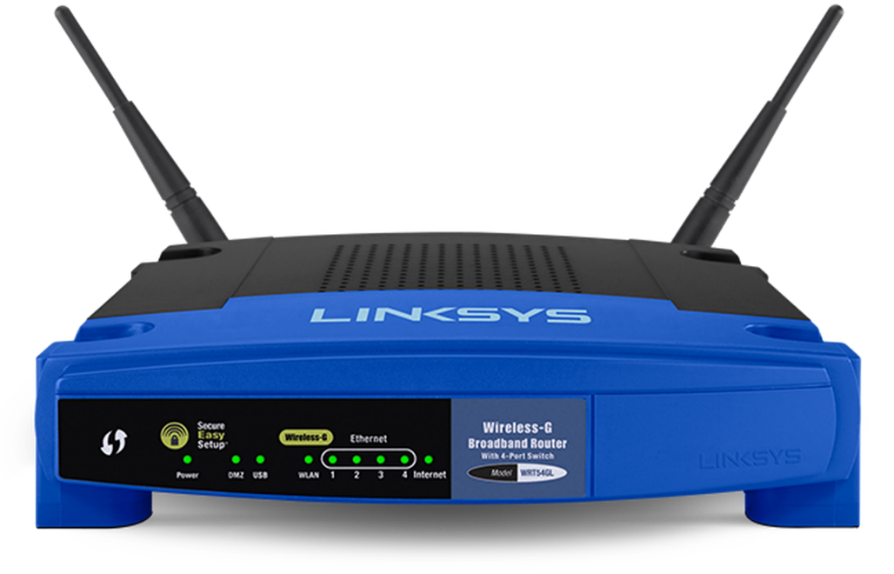 LINKSYS
Secure
Easy
Setup™
Wireless-G
Ethernet
Power
DMZ
USB
WLAN
1
2
3
4
Internet
Wireless-G
Broadband Router
With 4-Port Switch
Model WRT54GL
LINKSYS